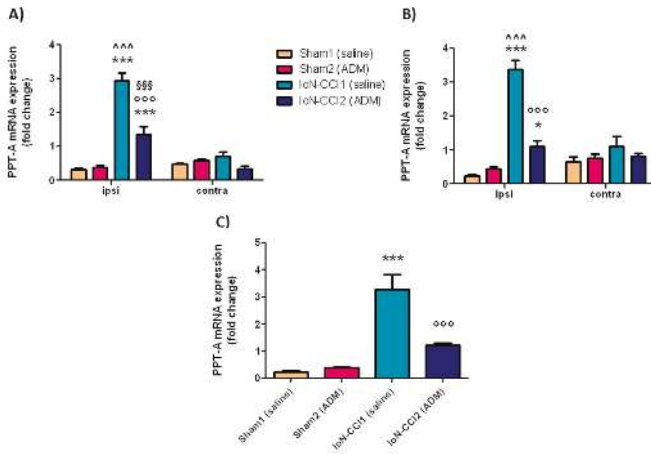 A)
PPT-A mRNA expression
(fold change)
4
3
2
1
0
^^^
***
§§§
°°°
***
ipsi
contra
Sham1 (saline)
Sham2 (ADM)
IoN-CCI1 (saline)
IoN-CCI2 (ADM)
B)
PPT-A mRNA expression
(fold change)
4
3
2
1
0
^^^
***
°°°
*
ipsi
contra
C)
PPT-A mRNA expression
(fold change)
5
4
3
2
1
0
***
°°°
Sham1 (saline)
Sham2 (ADM)
IoN-CCI1 (saline)
IoN-CCI2 (ADM)